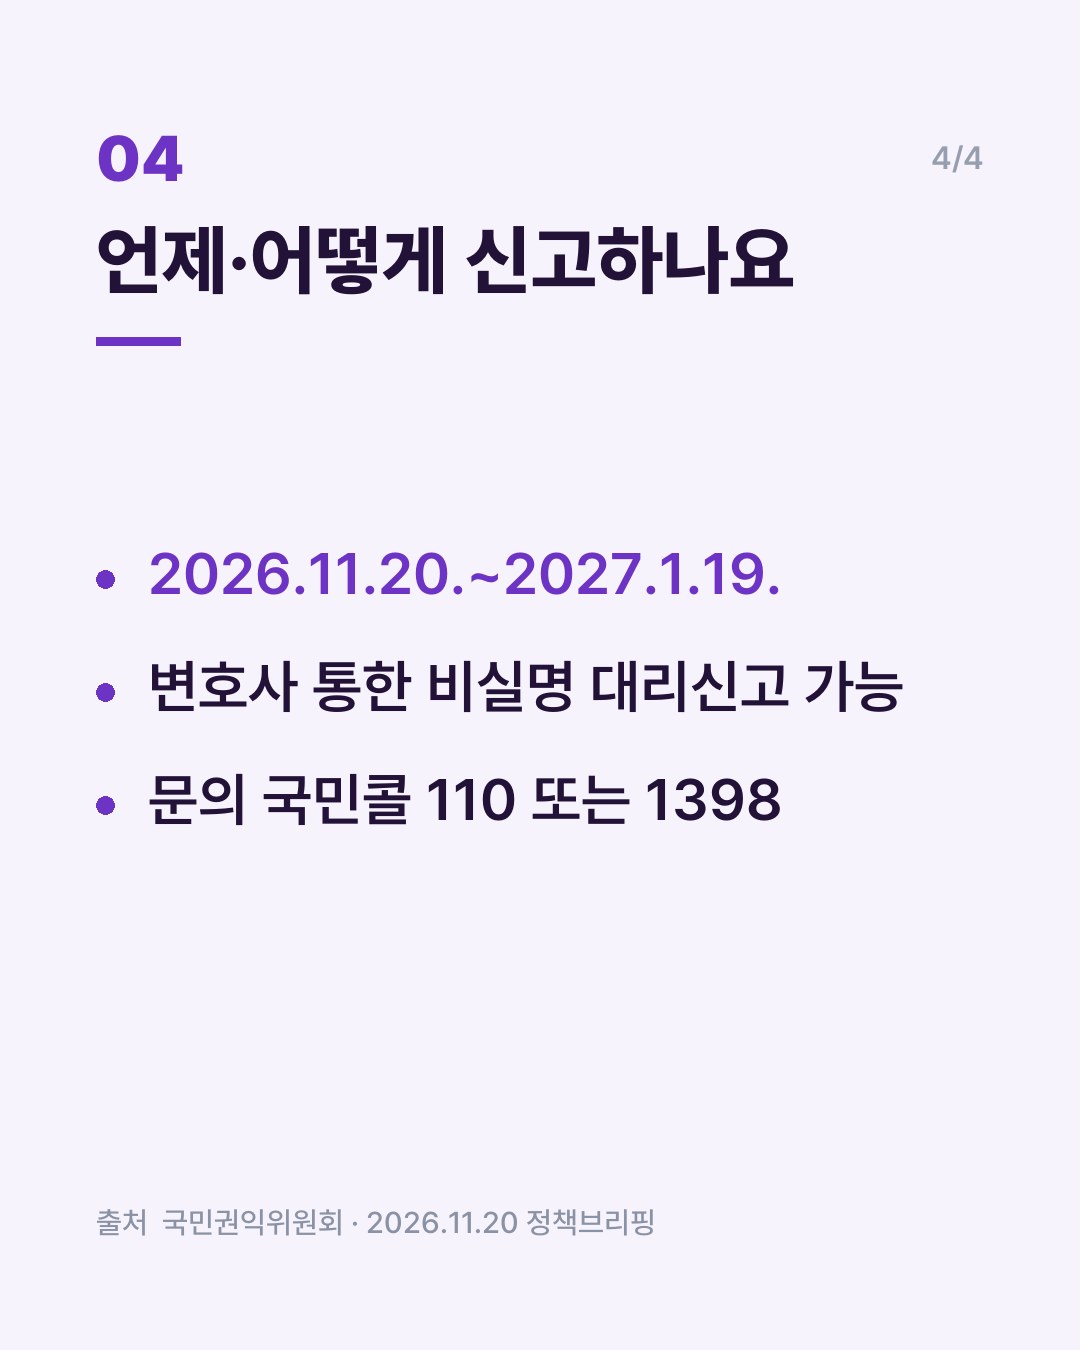 04
4/4
언제·어떻게 신고하나요
2026.11.20.~2027.1.19.
변호사 통한 비실명 대리신고 가능
문의 국민콜 110 또는 1398
출처 국민권익위원회 · 2026.11.20 정책브리핑